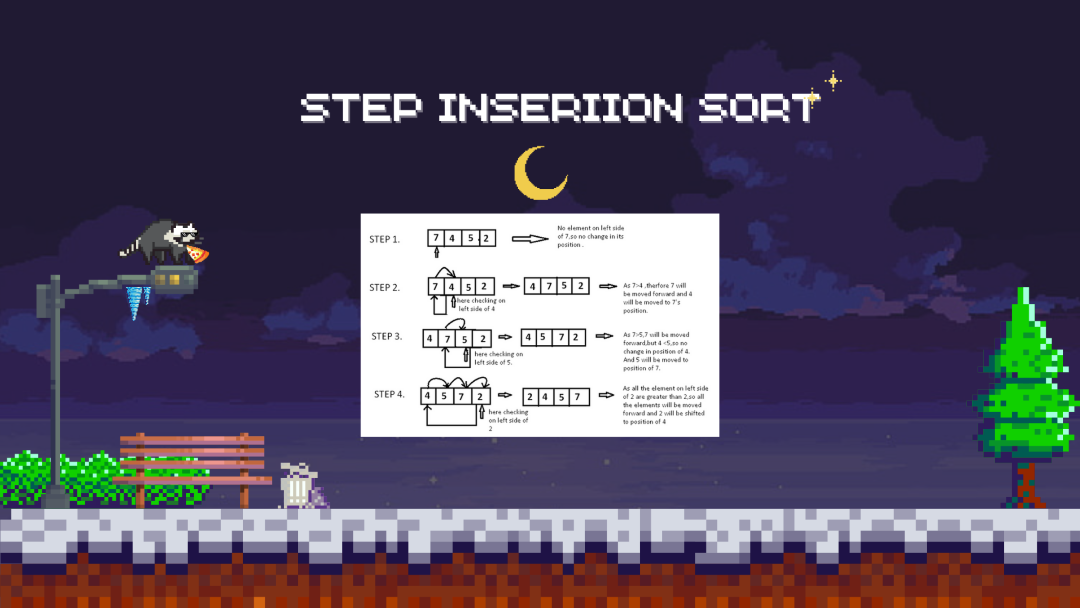 STEP INSERIION SORT
STEP 1.
7 4 5 2
No element on left side
of 7,so no change in its
position .
STEP 2.
7 4 5 2
here checking on
left side of 4
4 7 5 2
As 7>4 ,therfore 7 will
be moved forward and 4
will be moved to 7's
position.
STEP 3.
4 7 5 2
here checking on
left side of 5.
4 5 7 2
As 7>5,7 will be moved
forward,but 4 <5,so no
change in position of 4.
And 5 will be moved to
position of 7.
STEP 4.
4 5 7 2
here checking
on left side of
2
2 4 5 7
As all the element on left side
of 2 are greater than 2,so all
the elements will be moved
forward and 2 will be shifted
to position of 4